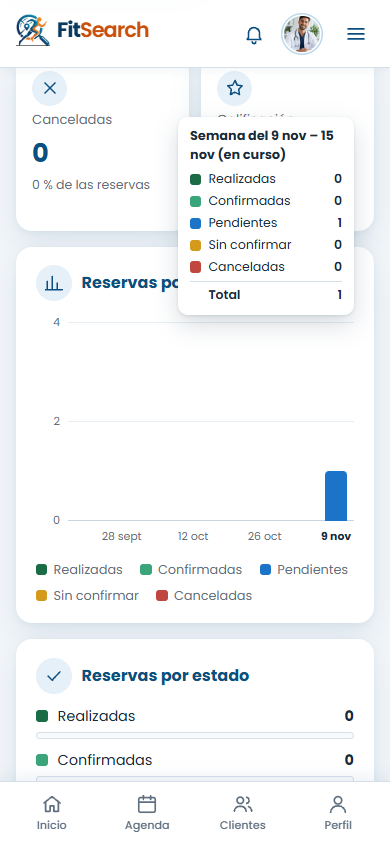 FitSearch
Canceladas
0
0 % de las reservas
Semana del 9 nov – 15
nov (en curso)
Realizadas 0
Confirmadas 0
Pendientes 1
Sin confirmar 0
Canceladas 0
Total 1
Reservas po
4
2
0
28 sept 12 oct 26 oct 9 nov
Realizadas Confirmadas Pendientes
Sin confirmar Canceladas
Reservas por estado
Realizadas 0
Confirmadas 0
Inicio Agenda Clientes Perfil